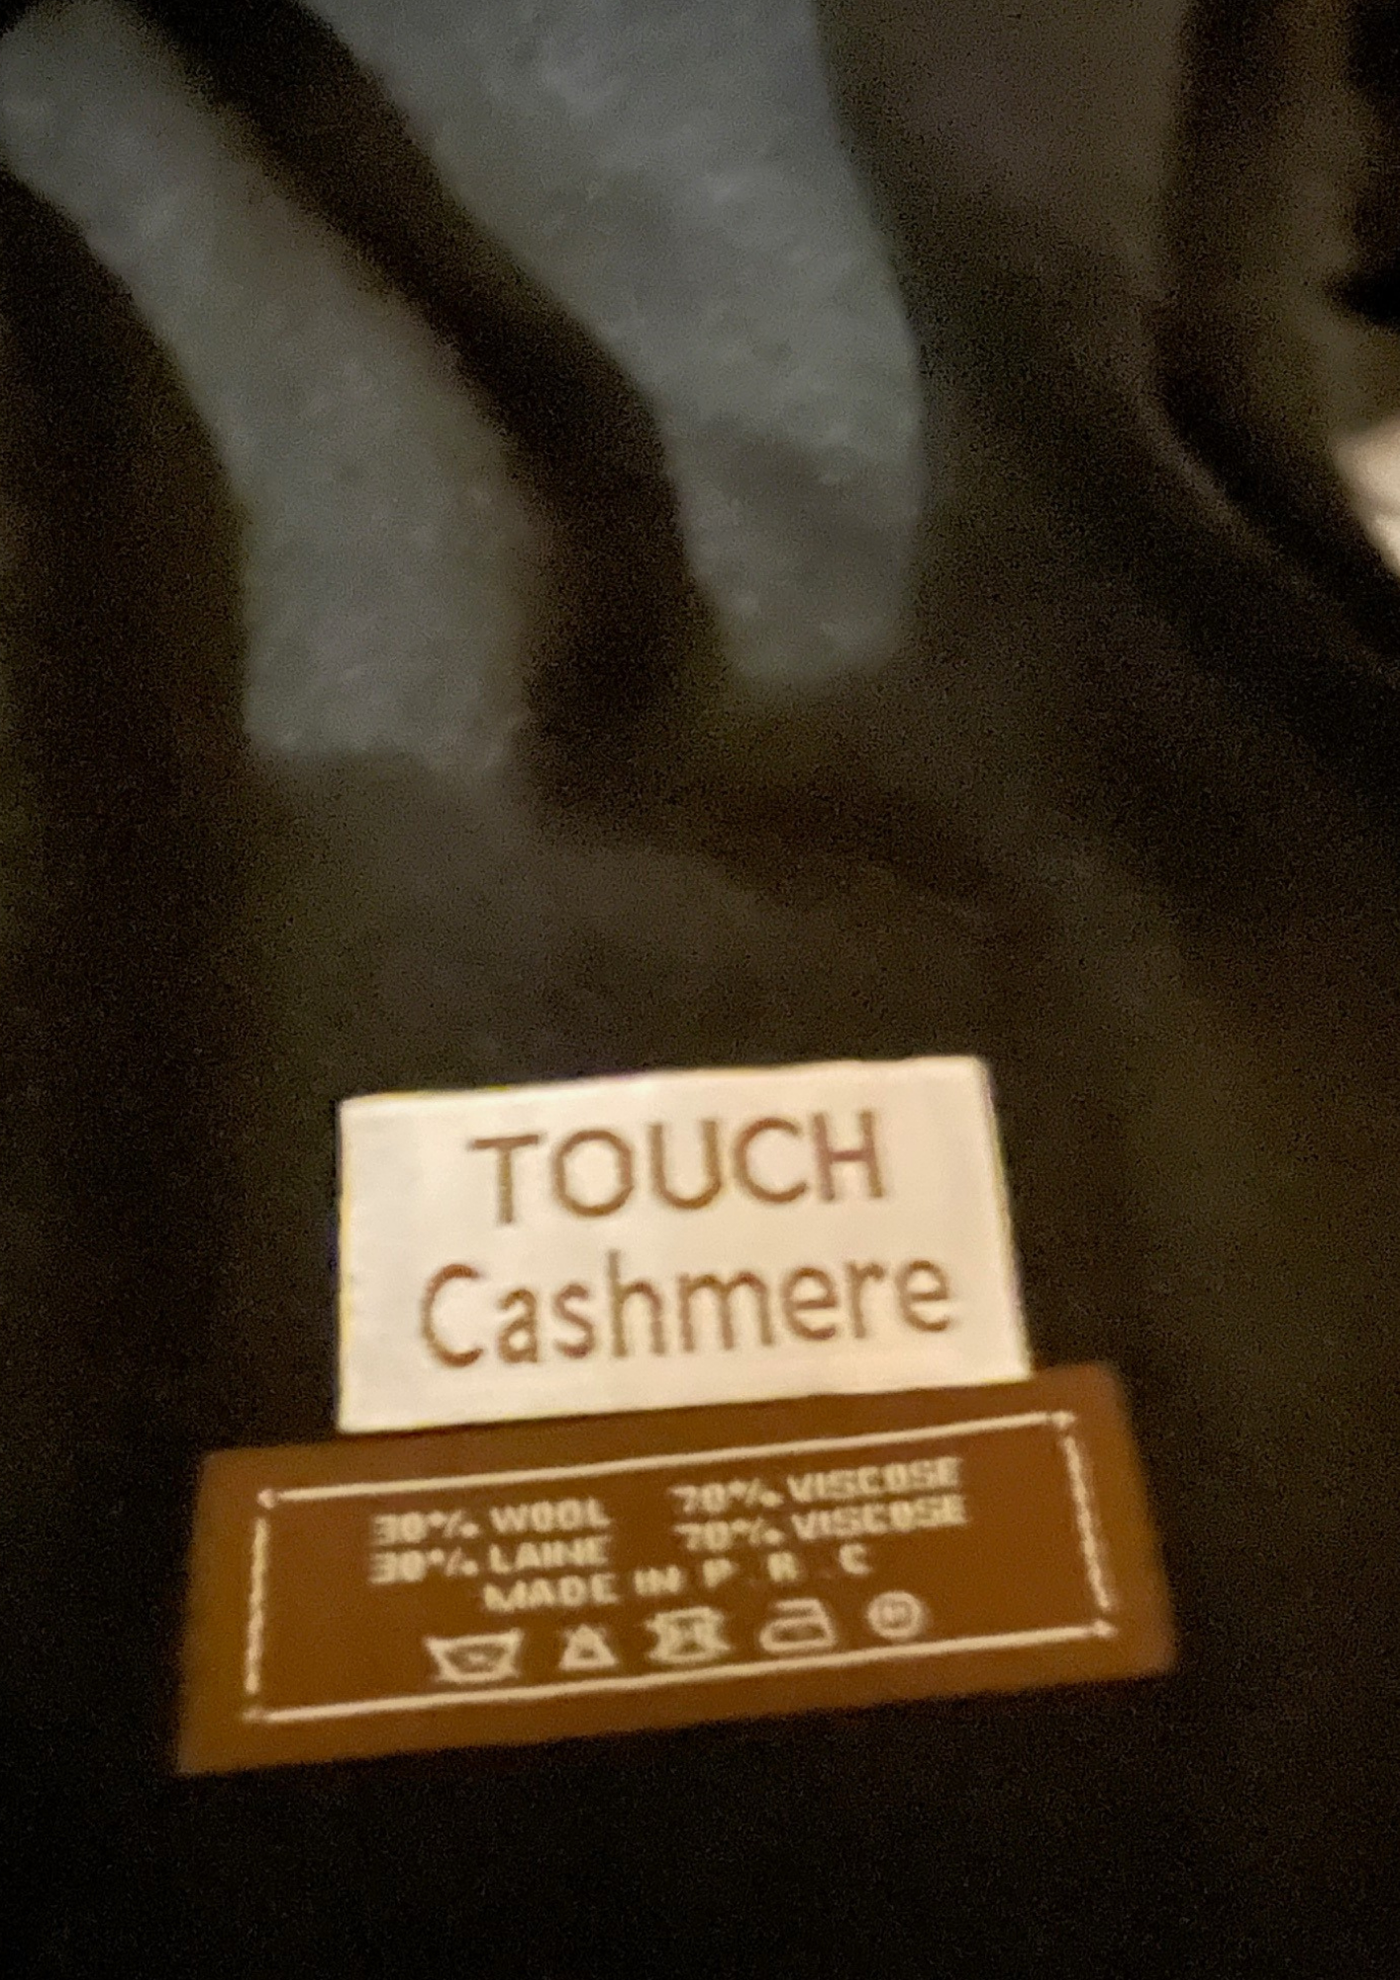 TOUCH
Cashmere
30% WOOL 70% VISCOSE
30% LAINE 70% VISCOSE
MADE IN P.R.C